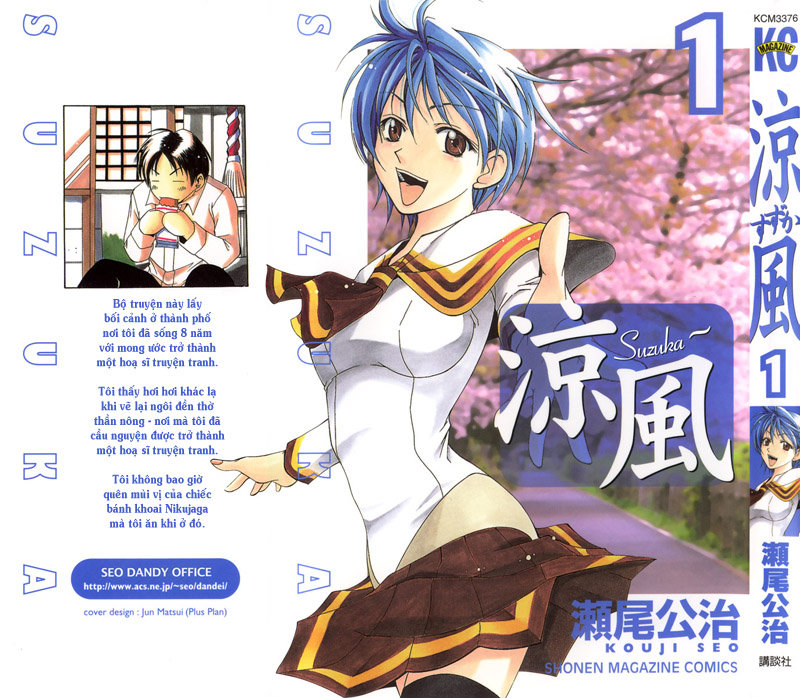 SUZUKA
Bộ truyện này lấy
bối cảnh ở thành phố
nơi tôi đã sống 8 năm
với mong ước trở thành
một hoạ sĩ truyện tranh.
Tôi thấy hơi hơi khác lạ
khi vẽ lại ngôi đền thờ
thần nông - nơi mà tôi đã
cầu nguyện được trở thành
một hoạ sĩ truyện tranh.
Tôi không bao giờ
quên mùi vị của chiếc
bánh khoai Nikujaga
mà tôi ăn khi ở đó.
SEO DANDY OFFICE
http://www.acs.ne.jp/~seo/dandei/
cover design : Jun Matsui (Plus Plan)
SUZUKA
1
涼風
Suzuka~
瀬尾公治
KOUJI SEO
SHONEN MAGAZINE COMICS
KCM3376
KC
MAGAZINE
涼風
すずか
1
瀬尾公治
講談社